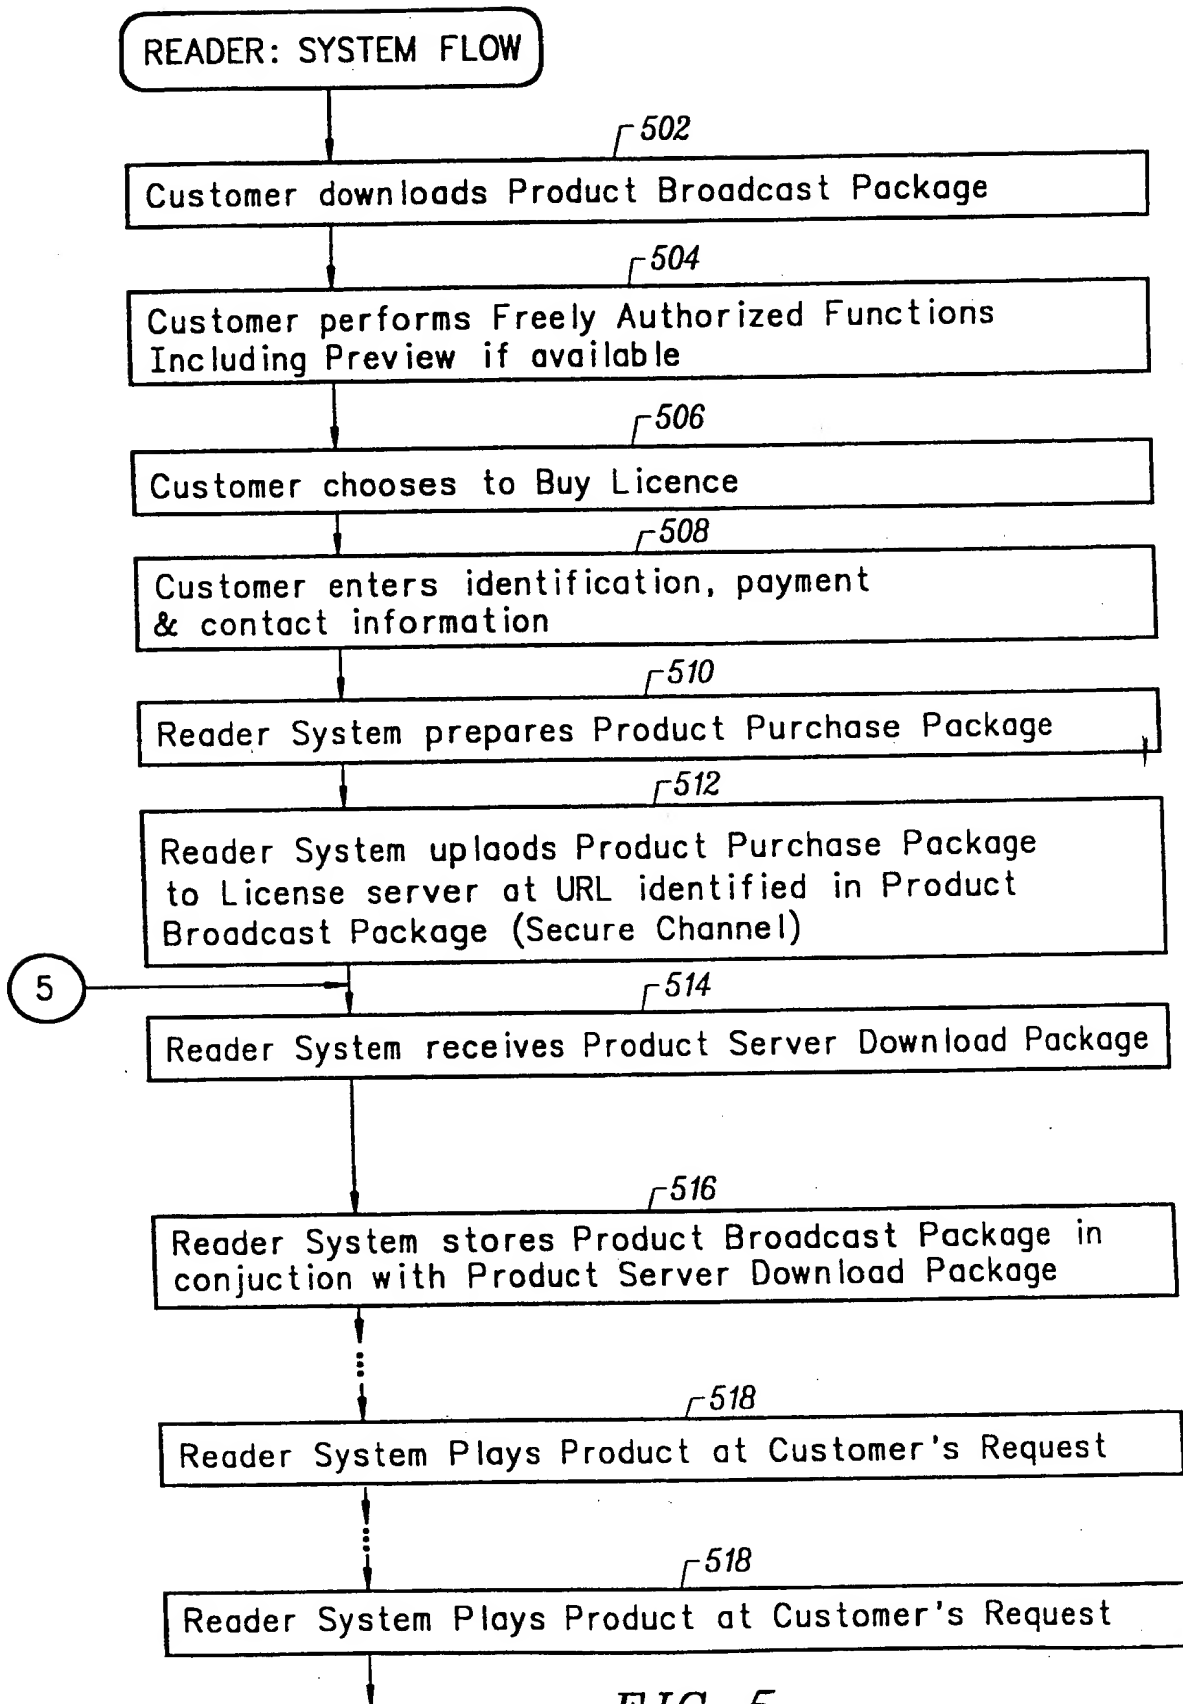 READER: SYSTEM FLOW
502
Customer downloads Product Broadcast Package
504
Customer performs Freely Authorized Functions
Including Preview if available
506
Customer chooses to Buy Licence
508
Customer enters identification, payment
& contact information
510
Reader System prepares Product Purchase Package
512
Reader System uplaods Product Purchase Package
to License server at URL identified in Product
Broadcast Package (Secure Channel)
5
514
Reader System receives Product Server Download Package
516
Reader System stores Product Broadcast Package in
conjuction with Product Server Download Package
518
Reader System Plays Product at Customer's Request
518
Reader System Plays Product at Customer's Request
FIG. 5